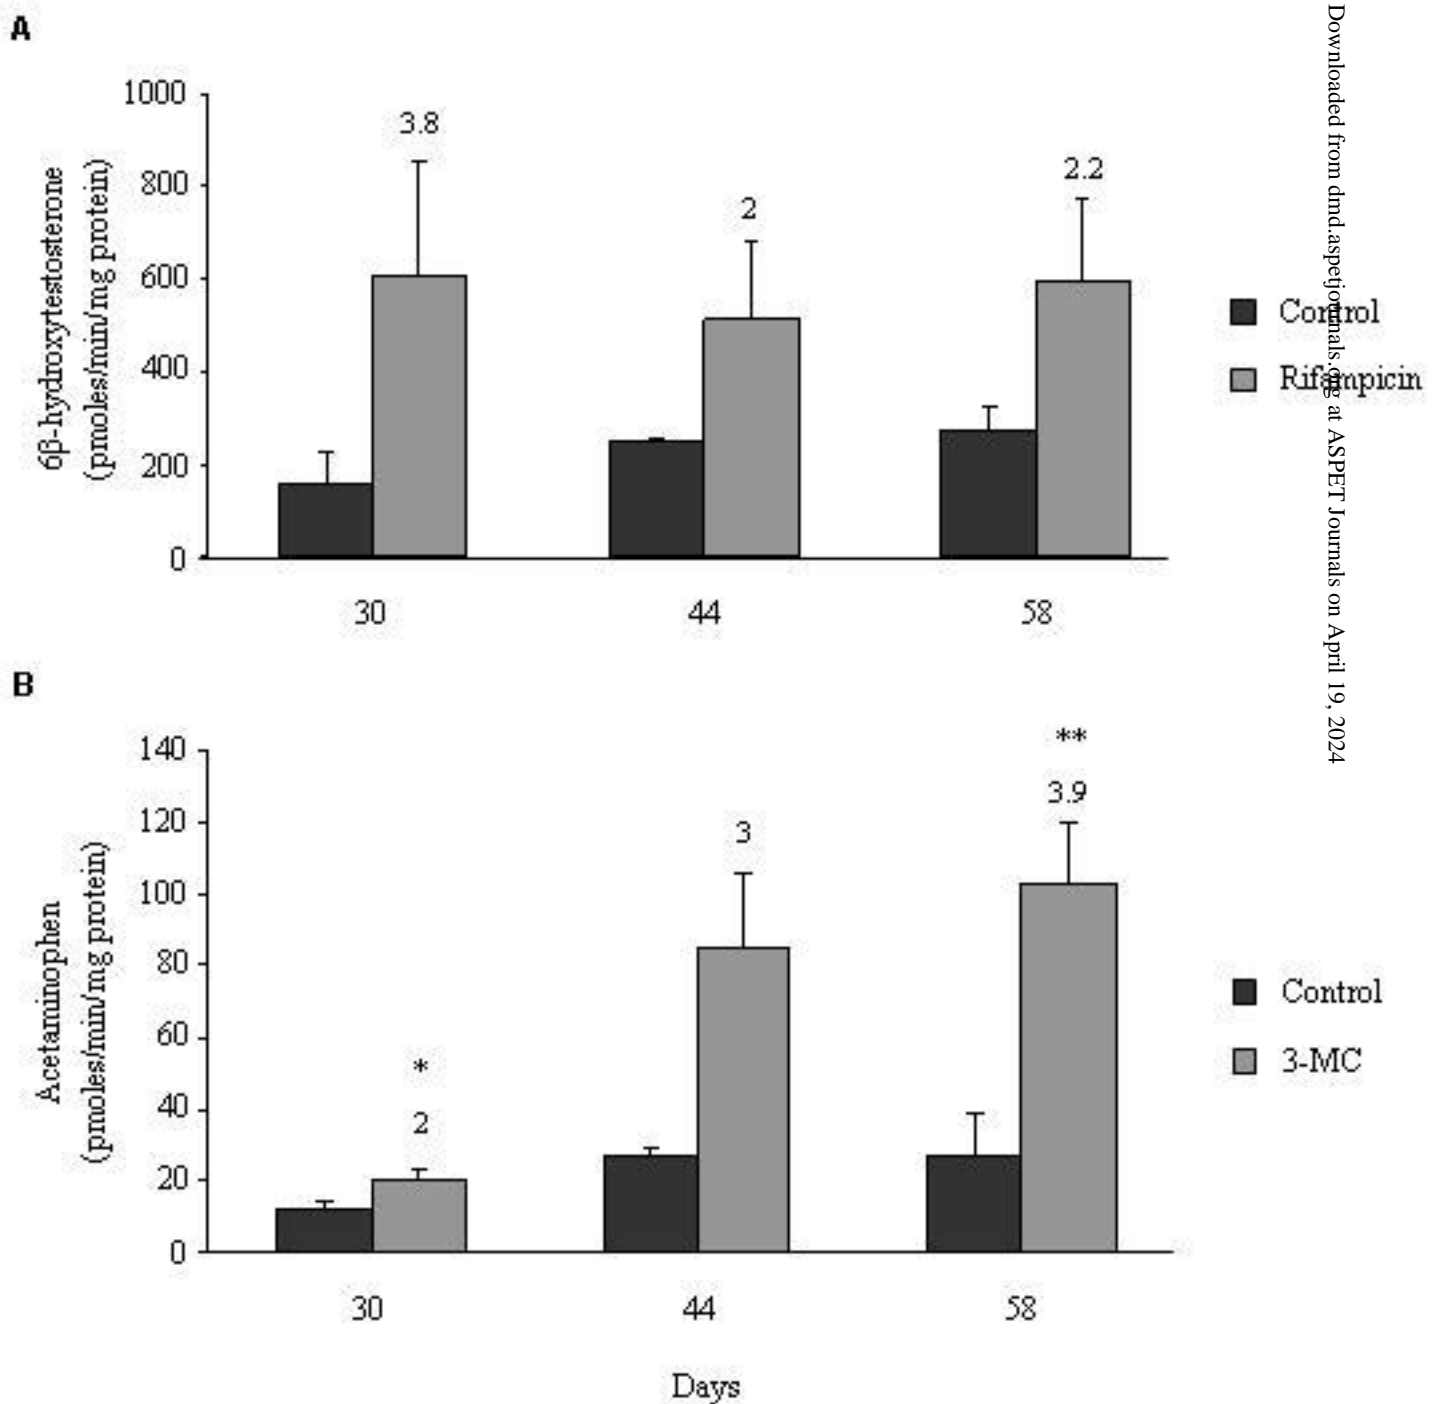 A
1000
800
600
400
200
0
6β-hydroxytestosterone
(pmoles/min/mg protein)
3.8
2
2.2
30
44
58
Control
Rifampicin
B
140
120
100
80
60
40
20
0
Acetaminophen
(pmoles/min/mg protein)
*
2
3
**
3.9
30
44
58
Days
Control
3-MC
Downloaded from dmd.aspetjournals.org at ASPET Journals on April 19, 2024